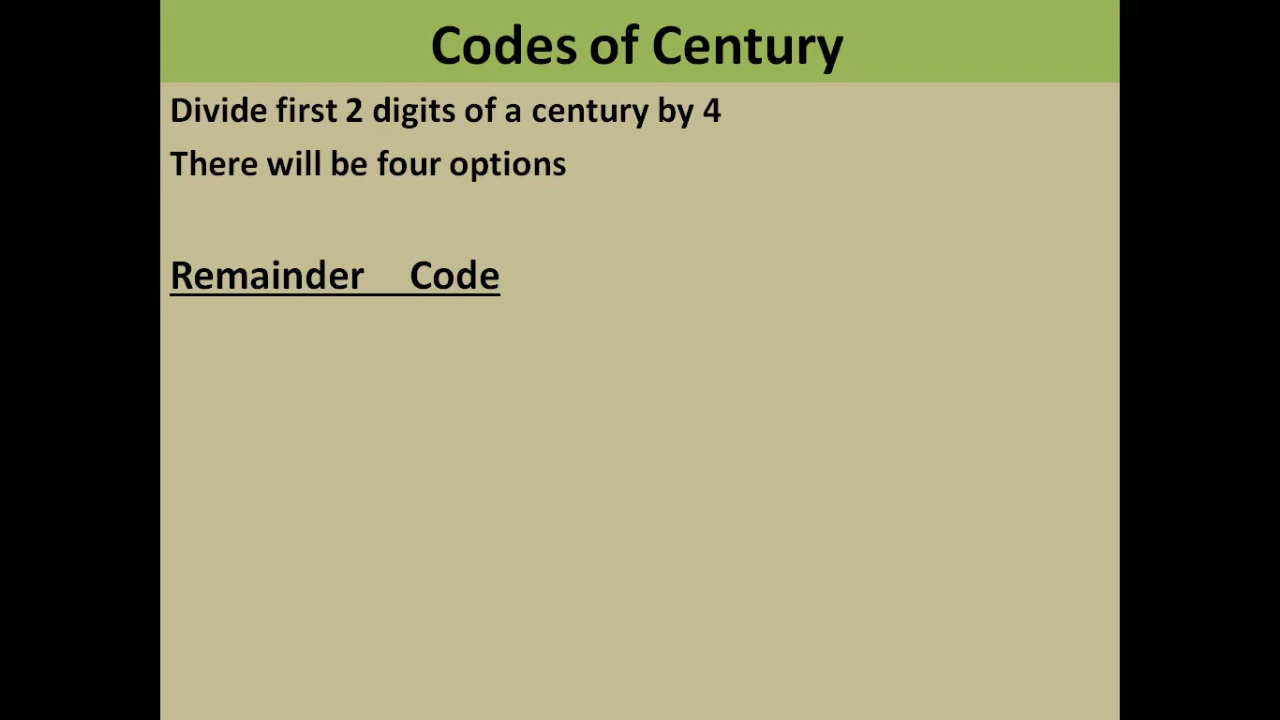 Codes of Century
Divide first 2 digits of a century by 4
There will be four options
Remainder Code